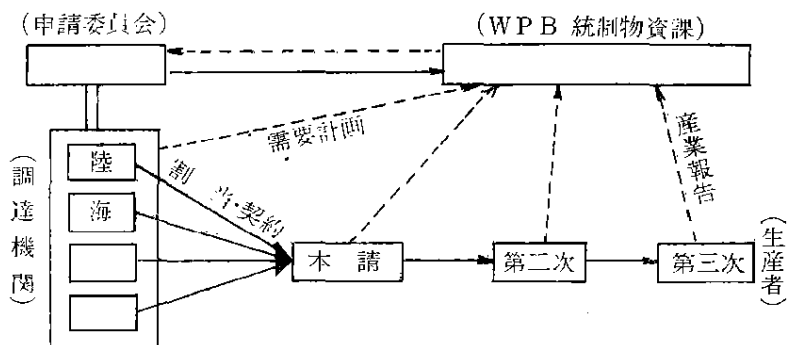 （申請委員会）
（WPB 統制物資課）
需要計画
割当・契約
産業報告
（調達機関）
陸
海
本請
第二次
第三次
（生産者）